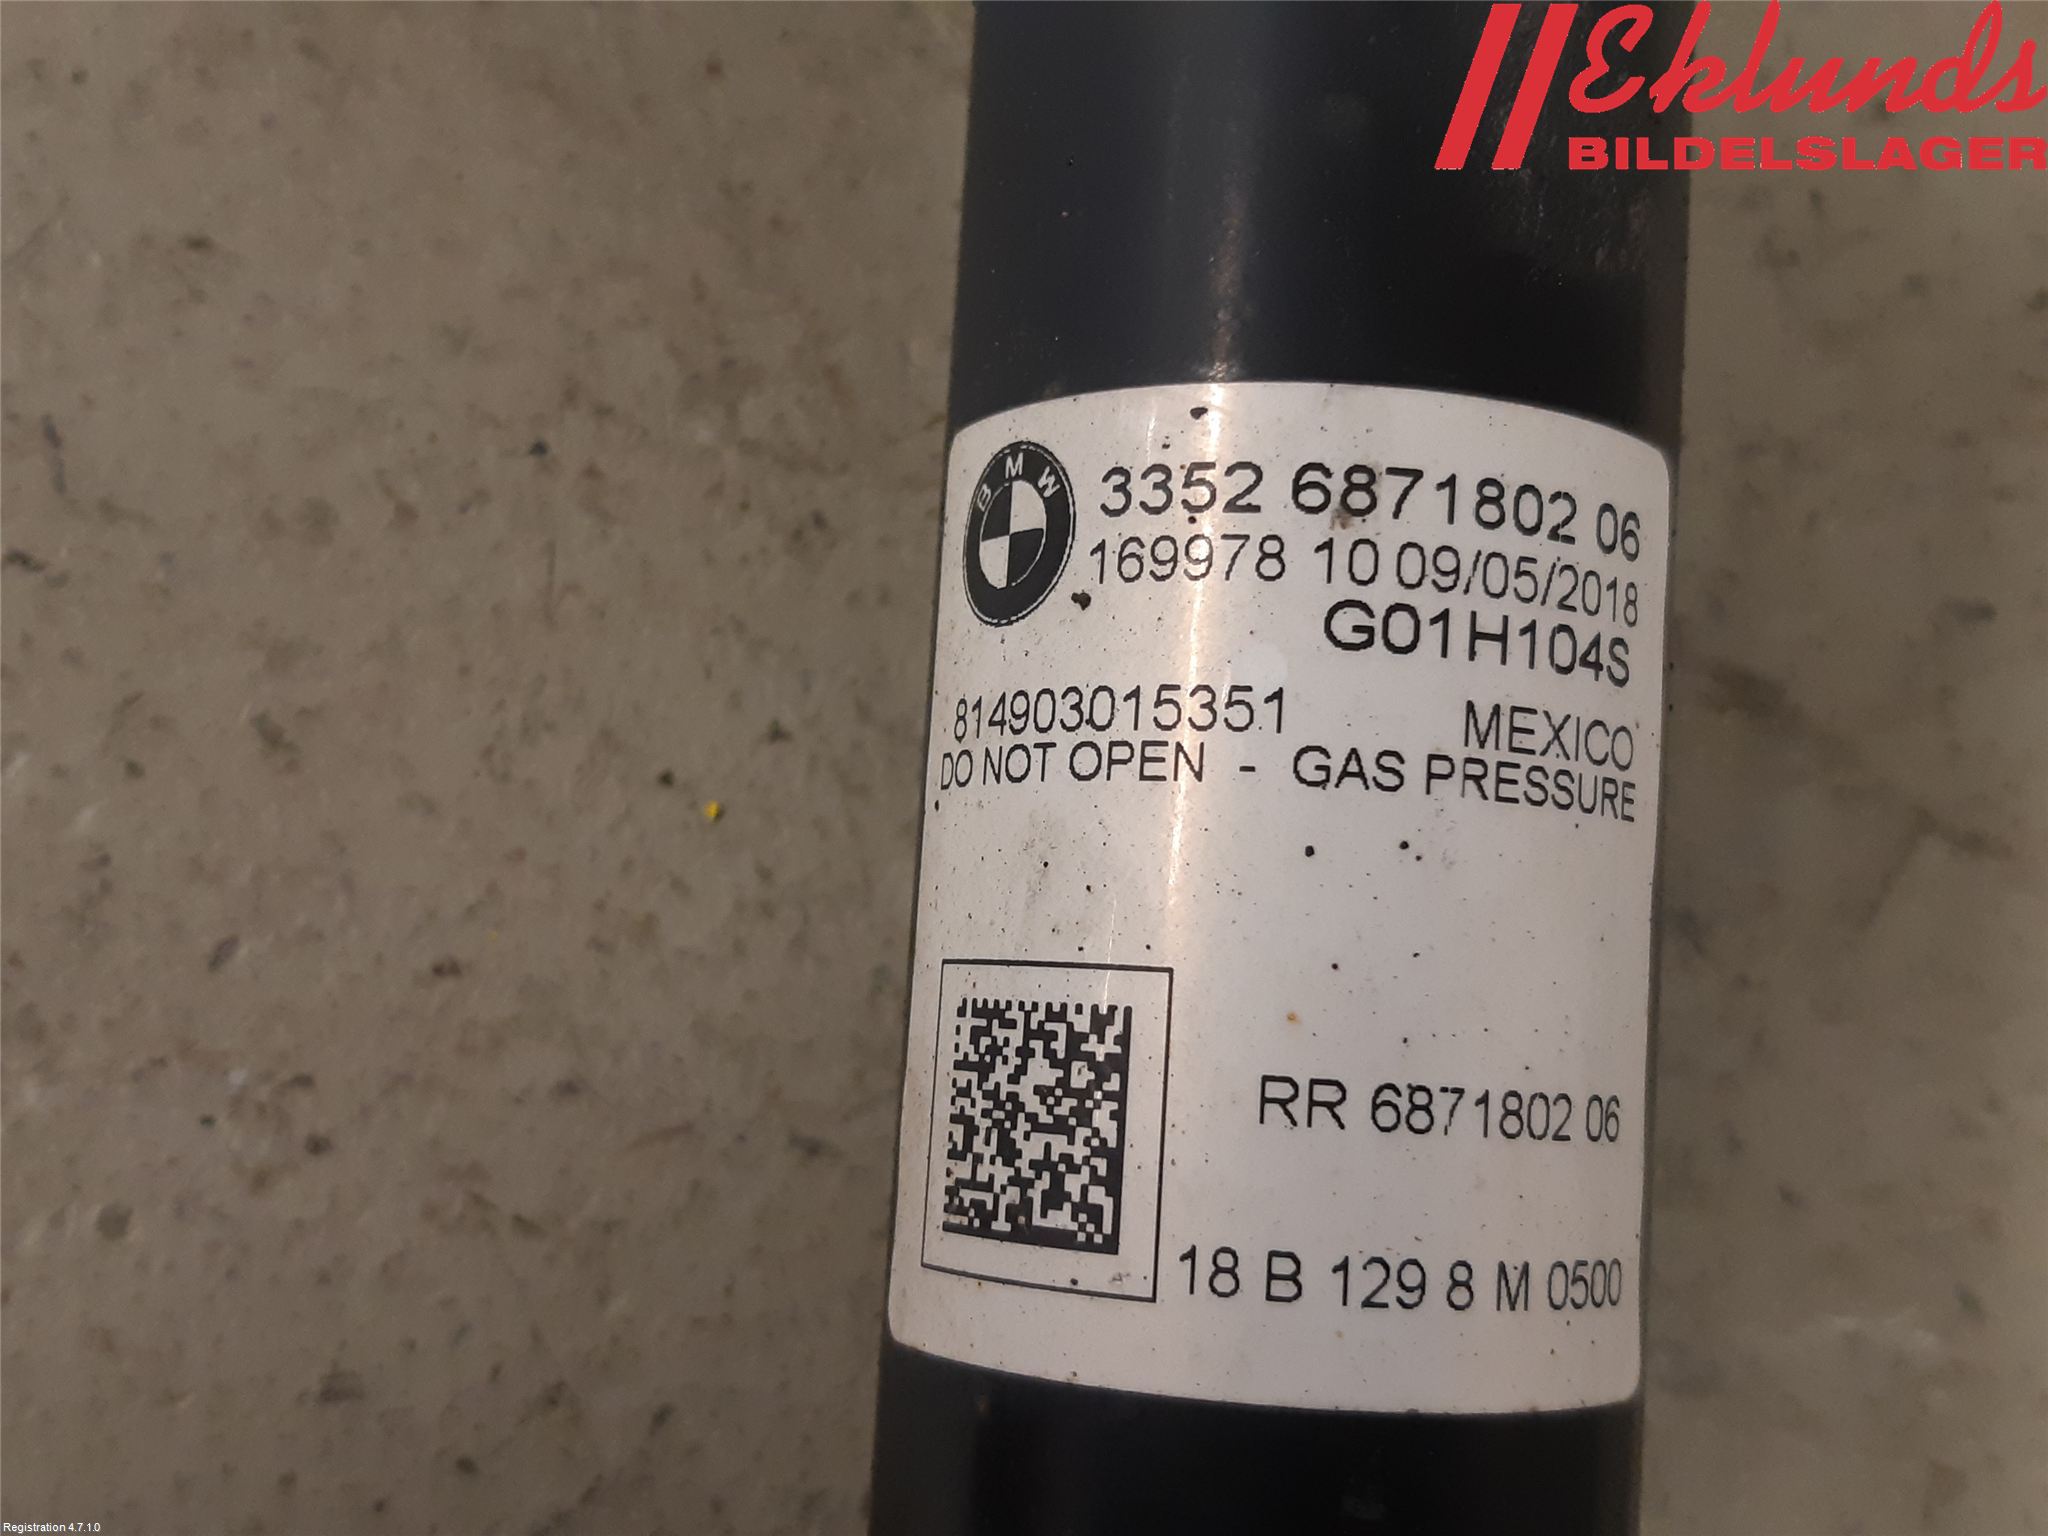 Eklunds
BILDELSLAGER
BMW
3352 6871802 06
169978 10 09/05/2018
G01H104S
814903015351 MEXICO
DO NOT OPEN - GAS PRESSURE
RR 6871802 06
18 B 129 8 M 0500
Registration 4.7.1.0